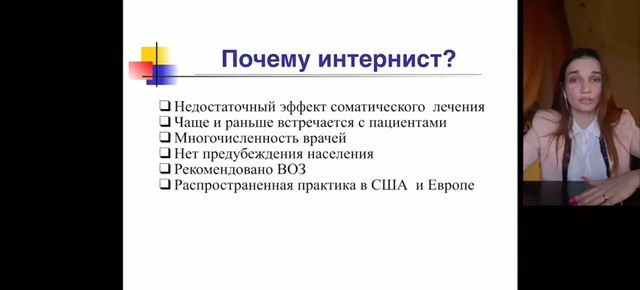 Почему интернист?
Недостаточный эффект соматического лечения
Чаще и раньше встречается с пациентами
Многочисленность врачей
Нет предубеждения населения
Рекомендовано ВОЗ
Распространенная практика в США и Европе